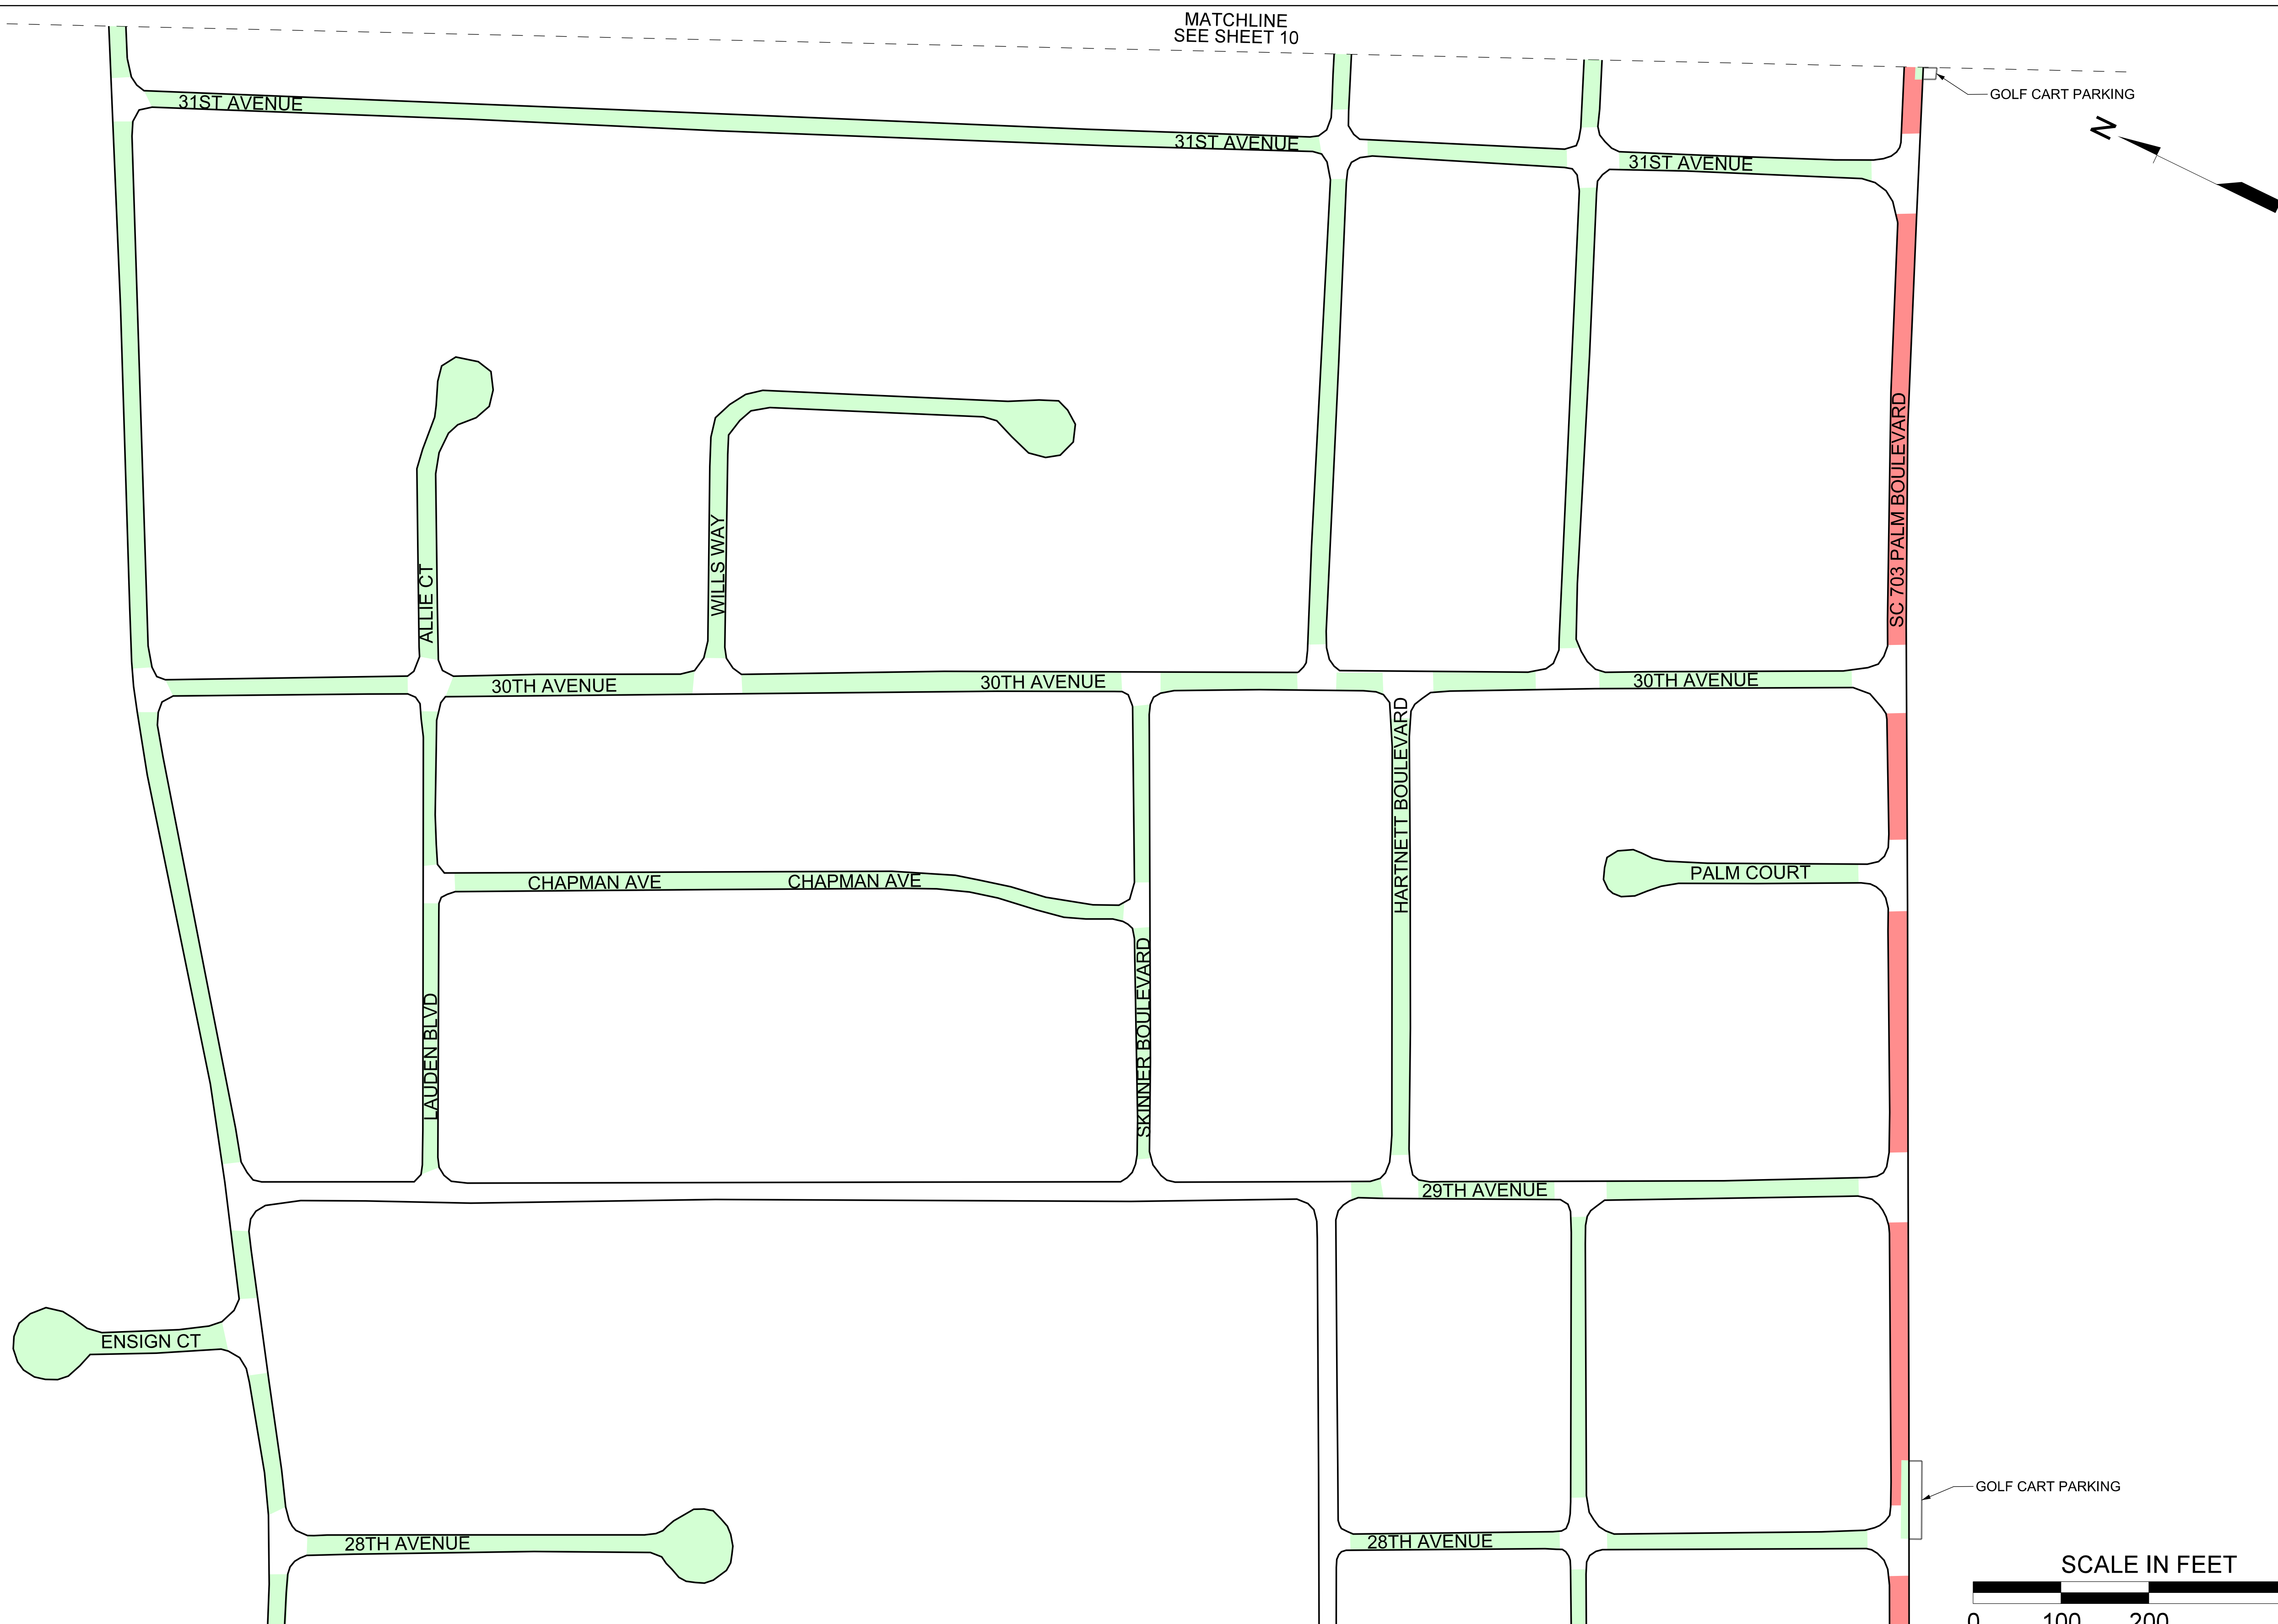 MATCHLINE
SEE SHEET 10
GOLF CART PARKING
31ST AVENUE
N
31ST AVENUE
31ST AVENUE
SC 703 PALM BOULEVARD
ALLIE CT
WILLS WAY
30TH AVENUE
30TH AVENUE
30TH AVENUE
HARTNETT BOULEVARD
CHAPMAN AVE
CHAPMAN AVE
PALM COURT
LAUDEN BLVD
SKINNER BOULEVARD
29TH AVENUE
ENSIGN CT
GOLF CART PARKING
28TH AVENUE
28TH AVENUE
SCALE IN FEET
0 100 200